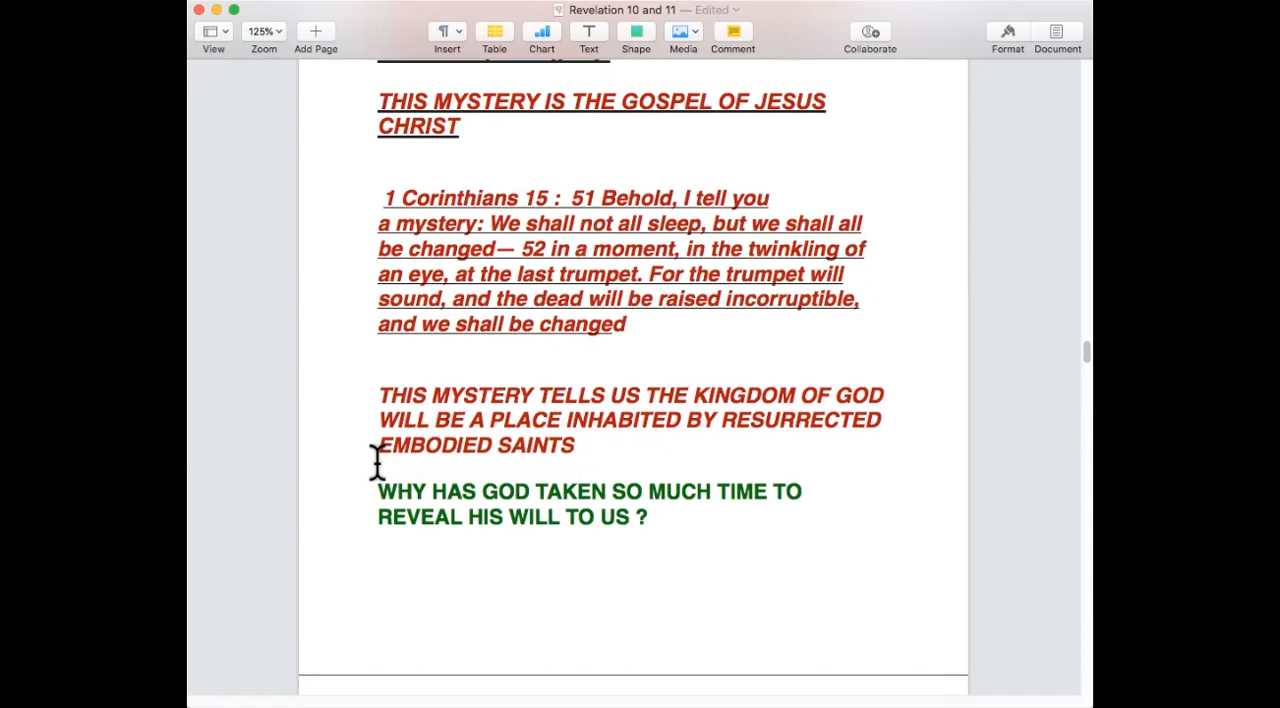 Revelation 10 and 11 — Edited
125%
View
Zoom
Add Page
Insert
Table
Chart
Text
Shape
Media
Comment
Collaborate
Format
Document
THIS MYSTERY IS THE GOSPEL OF JESUS
CHRIST
1 Corinthians 15 : 51 Behold, I tell you
a mystery: We shall not all sleep, but we shall all
be changed— 52 in a moment, in the twinkling of
an eye, at the last trumpet. For the trumpet will
sound, and the dead will be raised incorruptible,
and we shall be changed
THIS MYSTERY TELLS US THE KINGDOM OF GOD
WILL BE A PLACE INHABITED BY RESURRECTED
EMBODIED SAINTS
WHY HAS GOD TAKEN SO MUCH TIME TO
REVEAL HIS WILL TO US ?